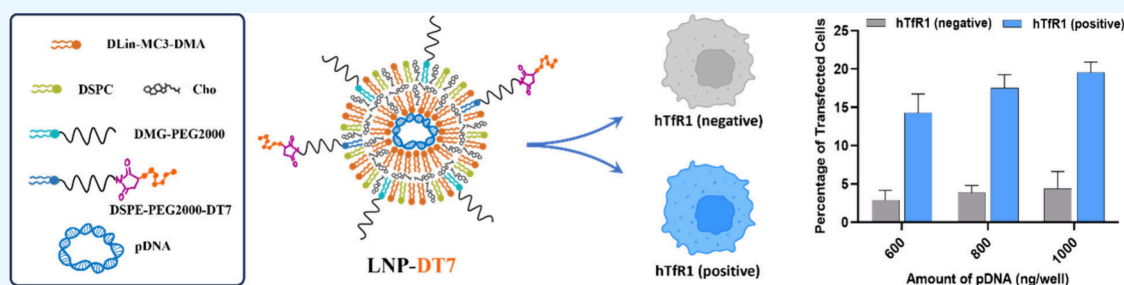 DLin-MC3-DMA
DSPC
Cho
DMG-PEG2000
DSPE-PEG2000-DT7
pDNA
LNP-DT7
hTfR1 (negative)
hTfR1 (positive)
hTfR1 (negative)
hTfR1 (positive)
Percentage of Transfected Cells
25
20
15
10
5
0
600
800
1000
Amount of pDNA (ng/well)